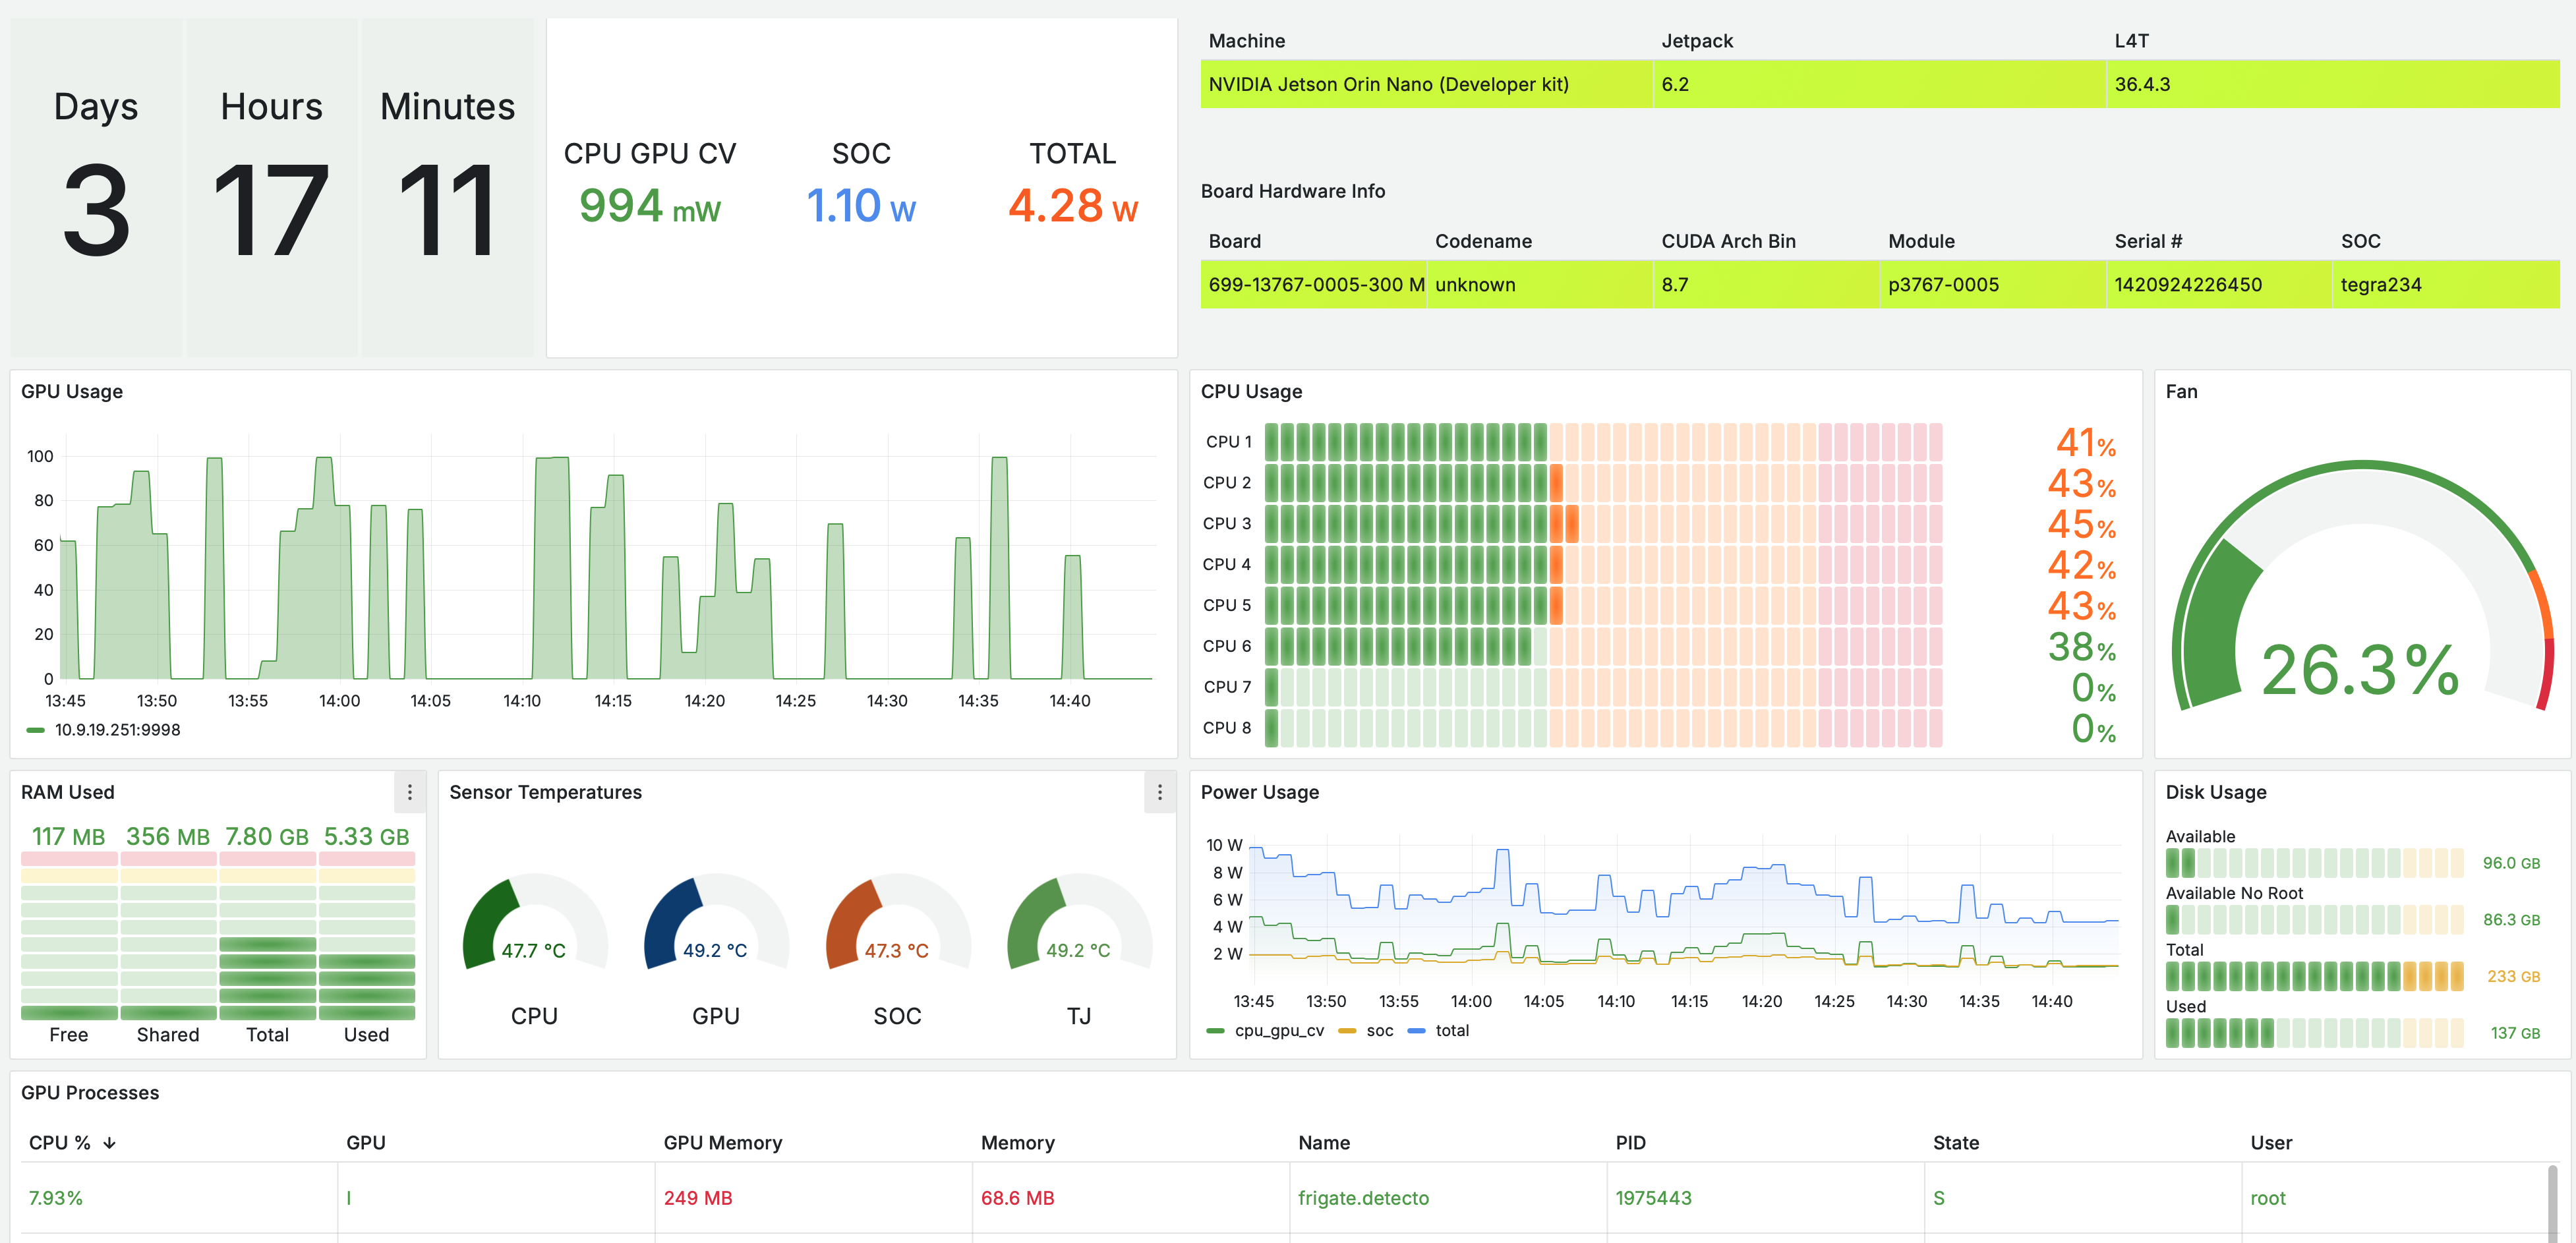 Days
3
Hours
17
Minutes
11
CPU GPU CV
994 mW
SOC
1.10 W
TOTAL
4.28 W
Machine Jetpack L4T
NVIDIA Jetson Orin Nano (Developer kit) 6.2 36.4.3
Board Hardware Info
Board Codename CUDA Arch Bin Module Serial # SOC
699-13767-0005-300 M unknown 8.7 p3767-0005 1420924226450 tegra234
GPU Usage
100
80
60
40
20
0
13:45 13:50 13:55 14:00 14:05 14:10 14:15 14:20 14:25 14:30 14:35 14:40
10.9.19.251:9998
CPU Usage
CPU 1 41%
CPU 2 43%
CPU 3 45%
CPU 4 42%
CPU 5 43%
CPU 6 38%
CPU 7 0%
CPU 8 0%
Fan
26.3%
RAM Used
117 MB 356 MB 7.80 GB 5.33 GB
Free Shared Total Used
Sensor Temperatures
47.7 °C 49.2 °C 47.3 °C 49.2 °C
CPU GPU SOC TJ
Power Usage
10 W
8 W
6 W
4 W
2 W
13:45 13:50 13:55 14:00 14:05 14:10 14:15 14:20 14:25 14:30 14:35 14:40
cpu_gpu_cv soc total
Disk Usage
Available
96.0 GB
Available No Root
86.3 GB
Total
233 GB
Used
137 GB
GPU Processes
CPU % GPU GPU Memory Memory Name PID State User
7.93% I 249 MB 68.6 MB frigate.detecto 1975443 S root